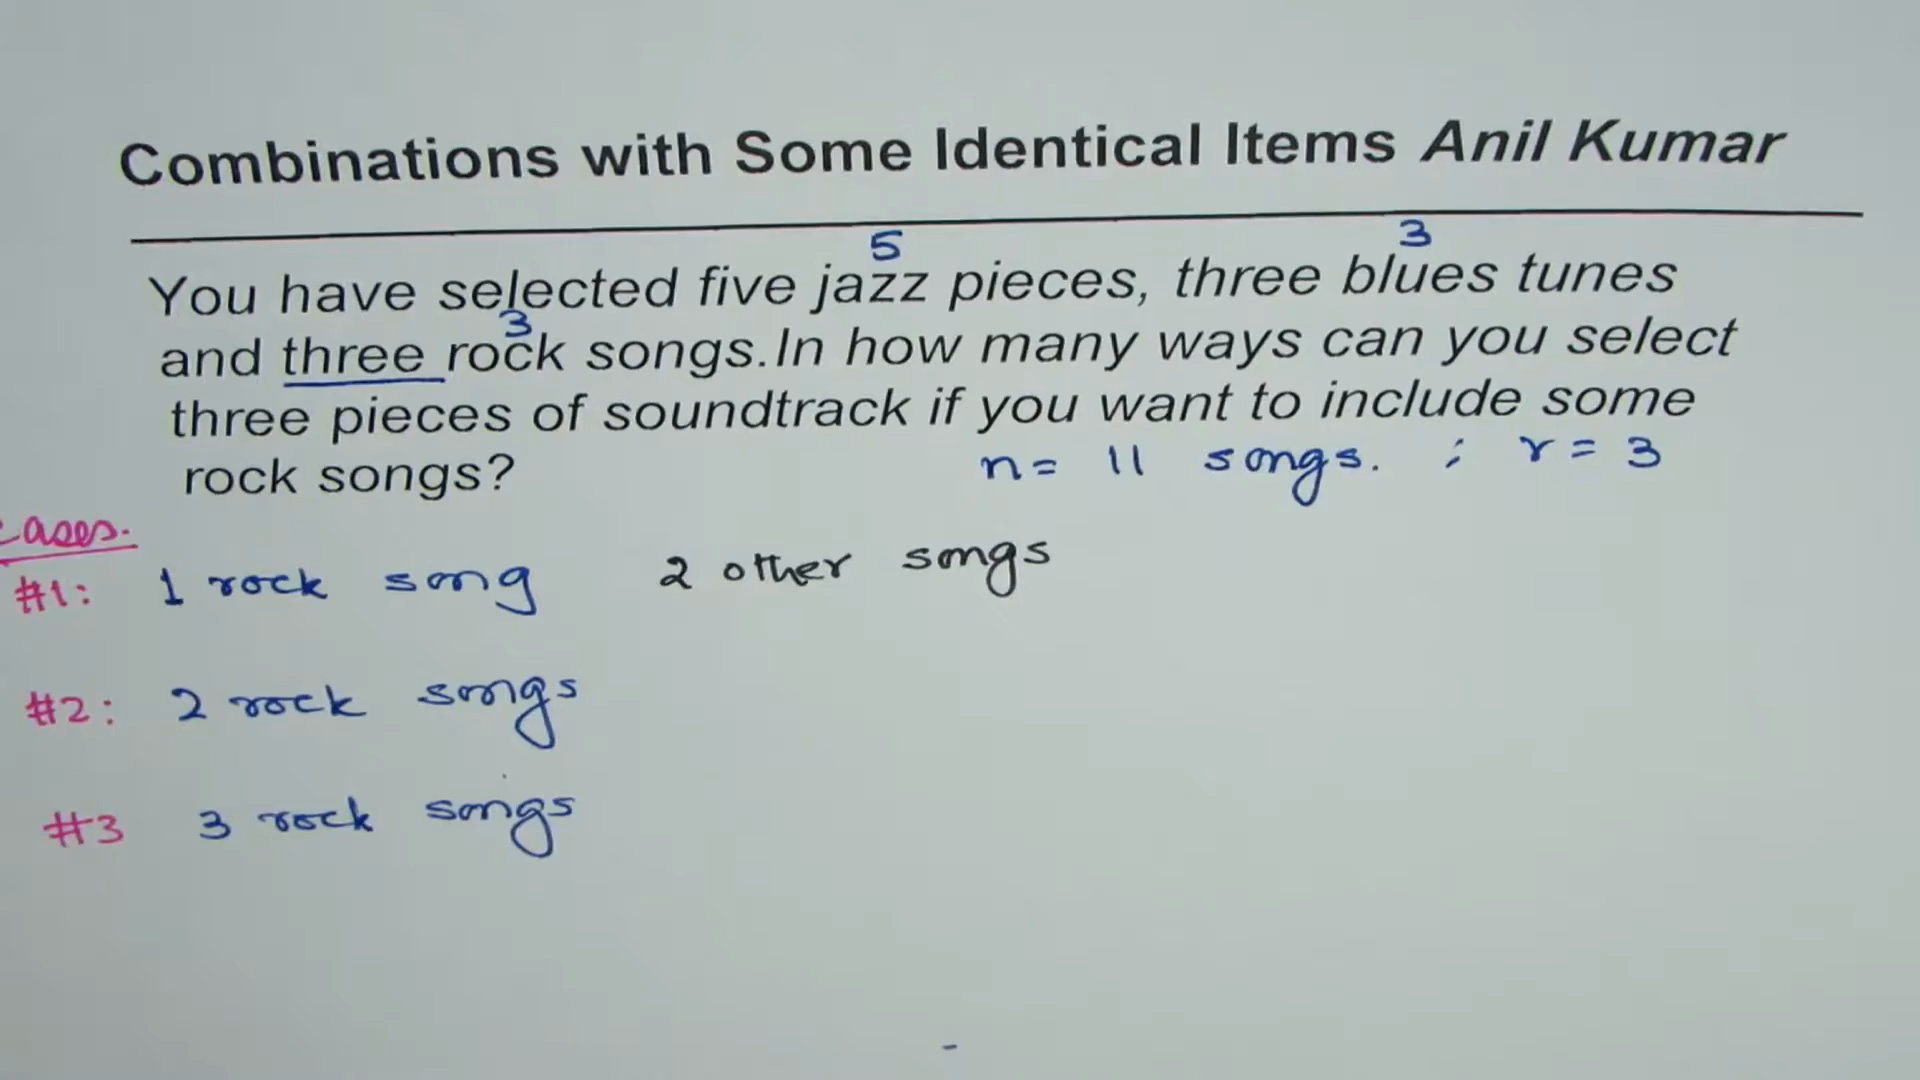 Combinations with Some Identical Items Anil Kumar
5 3
You have selected five jazz pieces, three blues tunes
3
and three rock songs.In how many ways can you select
three pieces of soundtrack if you want to include some
rock songs?
n = 11 songs. ; r = 3
Cases.
#1: 1 rock song 2 other songs
#2: 2 rock songs
#3 3 rock songs